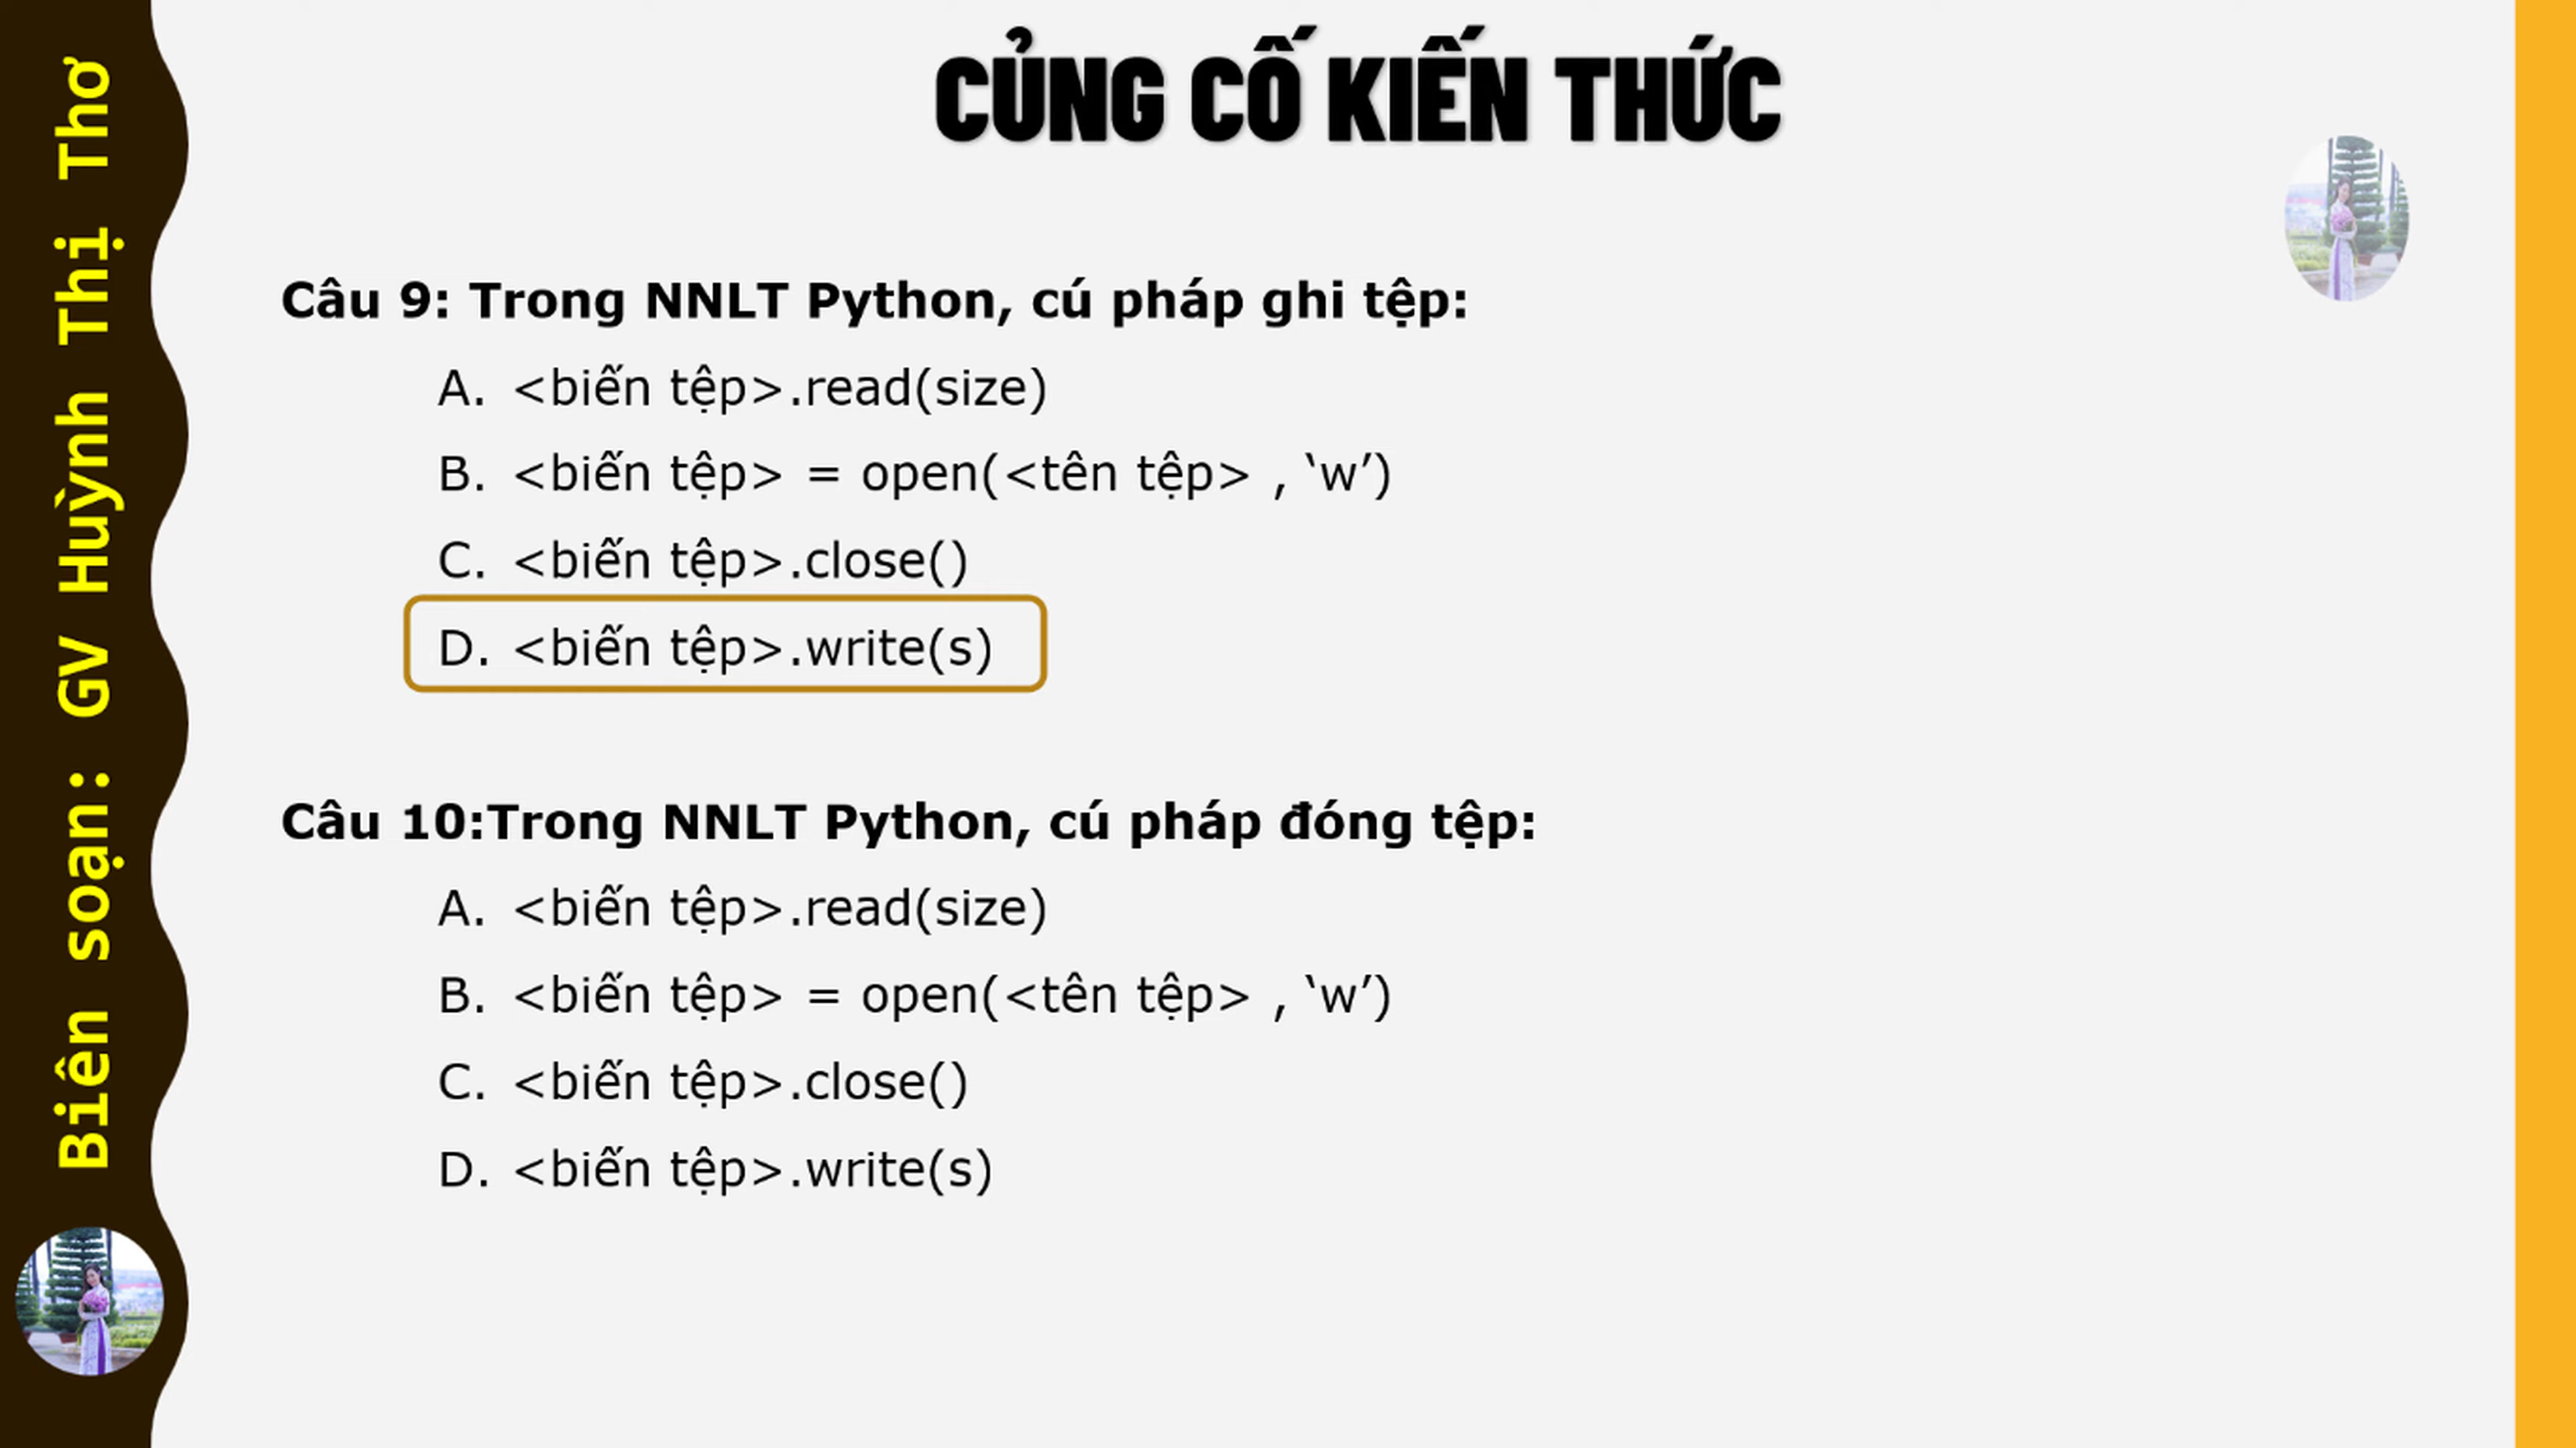 CỦNG CỐ KIẾN THỨC
Câu 9: Trong NNLT Python, cú pháp ghi tệp:
A. <biến tệp>.read(size)
B. <biến tệp> = open(<tên tệp> , ‘w’)
C. <biến tệp>.close()
D. <biến tệp>.write(s)
Câu 10:Trong NNLT Python, cú pháp đóng tệp:
A. <biến tệp>.read(size)
B. <biến tệp> = open(<tên tệp> , ‘w’)
C. <biến tệp>.close()
D. <biến tệp>.write(s)
Biên soạn: GV Huỳnh Thị Thơ